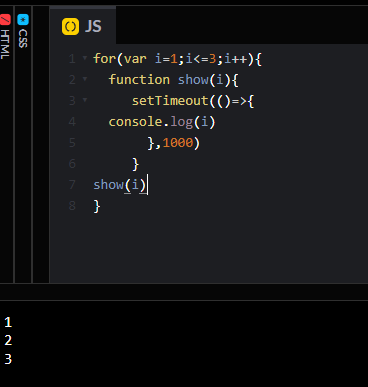 HTML
CSS
JS
1 for(var i=1;i<=3;i++){
2 function show(i){
3 setTimeout(()=>{
4 console.log(i)
5 },1000)
6 }
7 show(i)
8 }
1
2
3